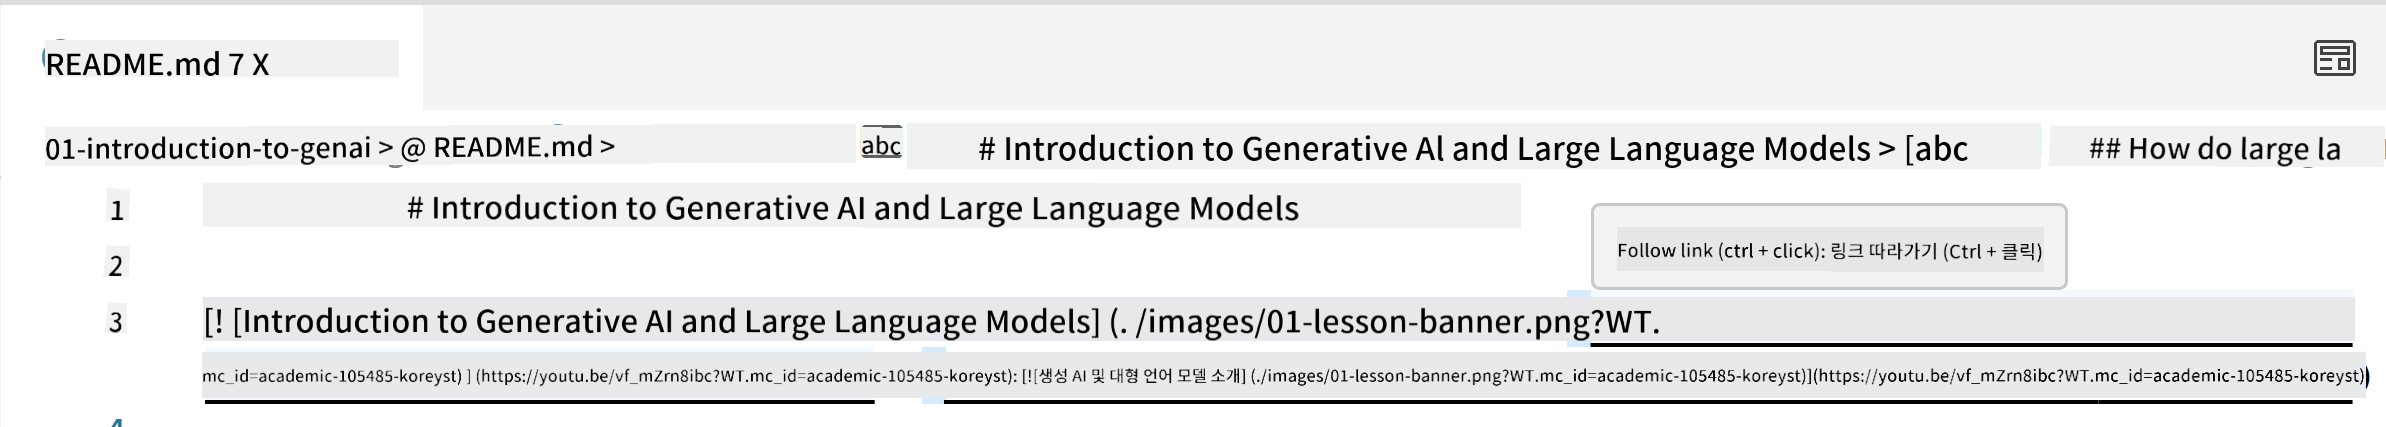 README.md 7 X
01-introduction-to-genai > @ README.md > abc # Introduction to Generative Al and Large Language Models > [abc ## How do large la
1 # Introduction to Generative AI and Large Language Models
2
Follow link (ctrl + click): 링크 따라가기 (Ctrl + 클릭)
3 [! [Introduction to Generative AI and Large Language Models] (. /images/01-lesson-banner.png?WT.
mc_id=academic-105485-koreyst) ] (https://youtu.be/vf_mZrn8ibc?WT.mc_id=academic-105485-koreyst): [![생성 AI 및 대형 언어 모델 소개] (./images/01-lesson-banner.png?WT.mc_id=academic-105485-koreyst)](https://youtu.be/vf_mZrn8ibc?WT.mc_id=academic-105485-koreyst)